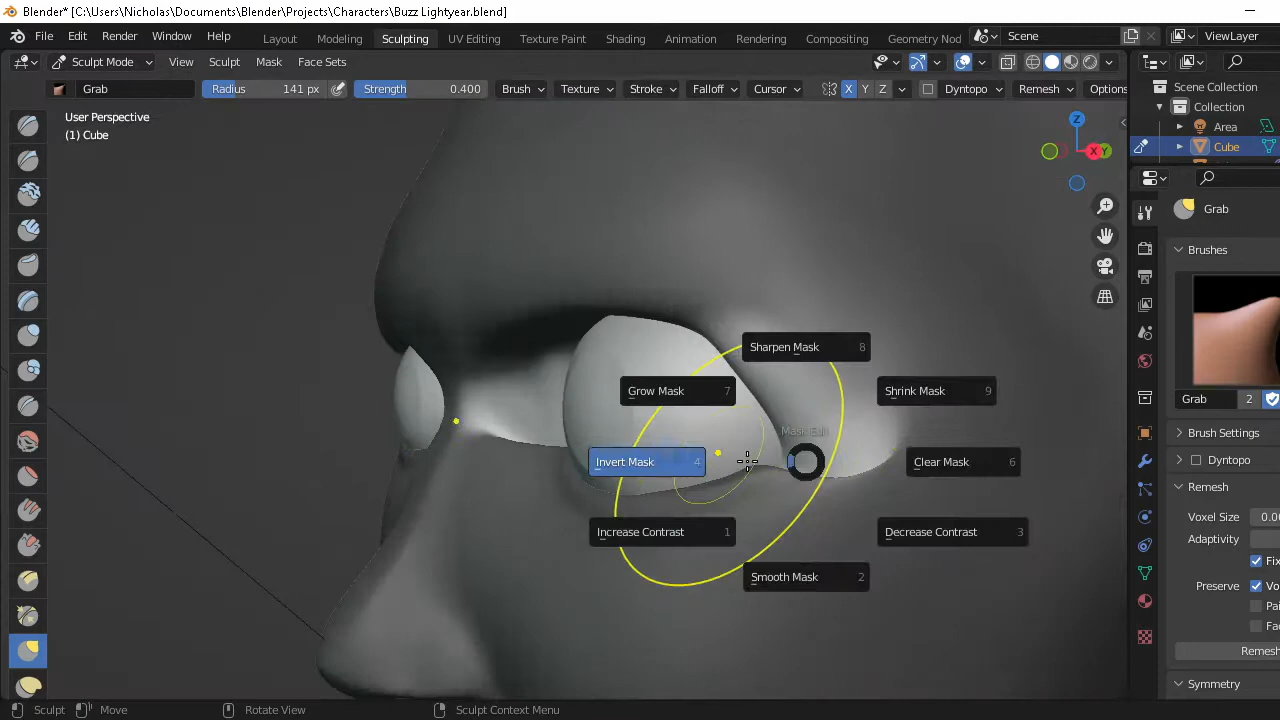 Blender* [C:\Users\Nicholas\Documents\Blender\Projects\Characters\Buzz Lightyear.blend]
File Edit Render Window Help Layout Modeling Sculpting UV Editing Texture Paint Shading Animation Rendering Compositing Geometry Nod Scene ViewLayer
Sculpt Mode View Sculpt Mask Face Sets
Grab Radius 141 px Strength 0.400 Brush Texture Stroke Falloff Cursor X Y Z Dyntopo Remesh Options
User Perspective
(1) Cube
Z
X Y
Scene Collection
Collection
Area
Cube
Grab
Brushes
Grab 2
Brush Settings
Dyntopo
Remesh
Voxel Size 0.0
Adaptivity
Fix
Preserve Vo
Pai
Fac
Remesh
Symmetry
Sharpen Mask 8
Grow Mask 7
Shrink Mask 9
Mask Edit
Invert Mask 4
Clear Mask 6
Increase Contrast 1
Decrease Contrast 3
Smooth Mask 2
Sculpt Move Rotate View Sculpt Context Menu